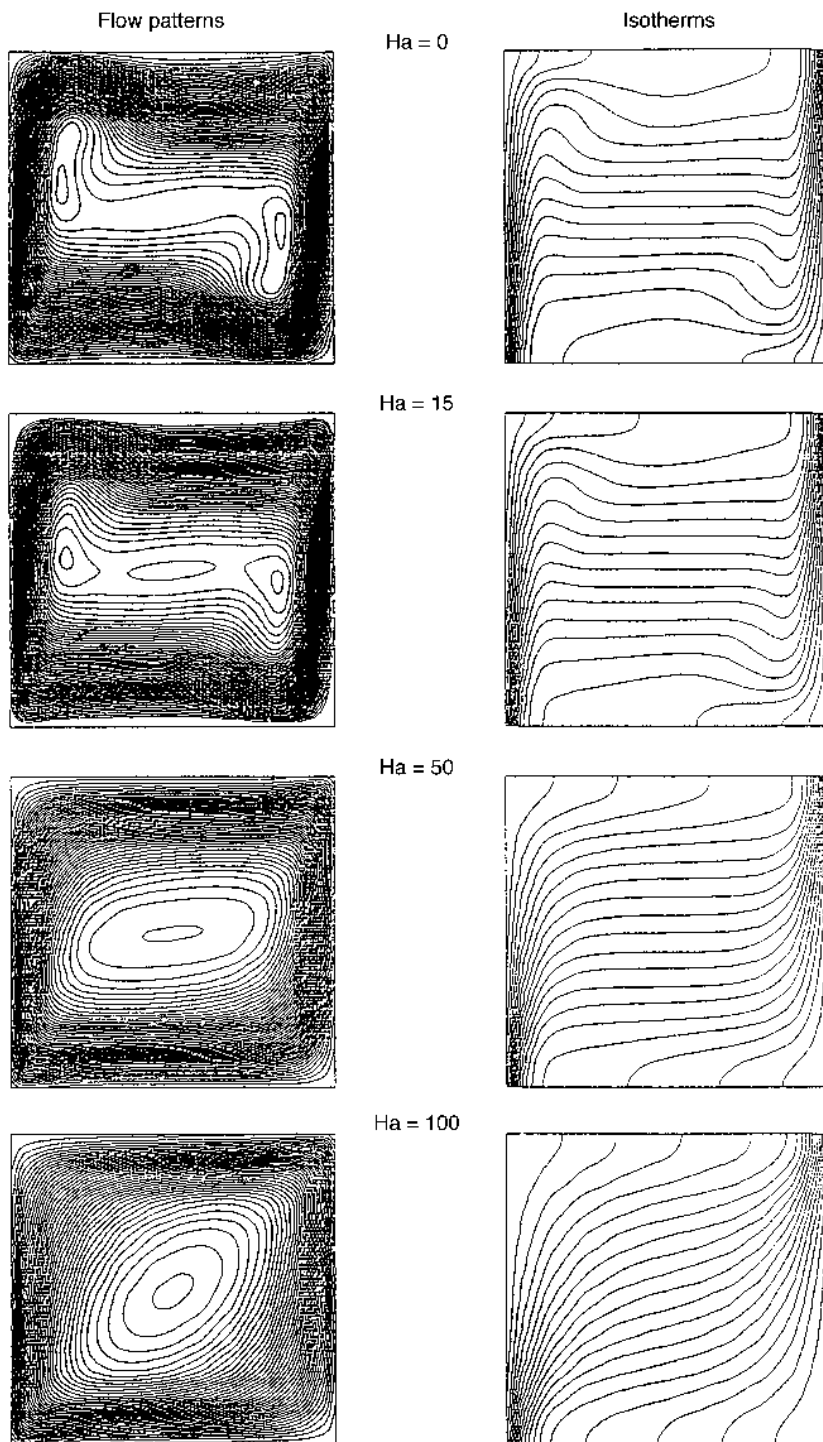 Flow patterns
Isotherms
Ha = 0
Ha = 15
Ha = 50
Ha = 100